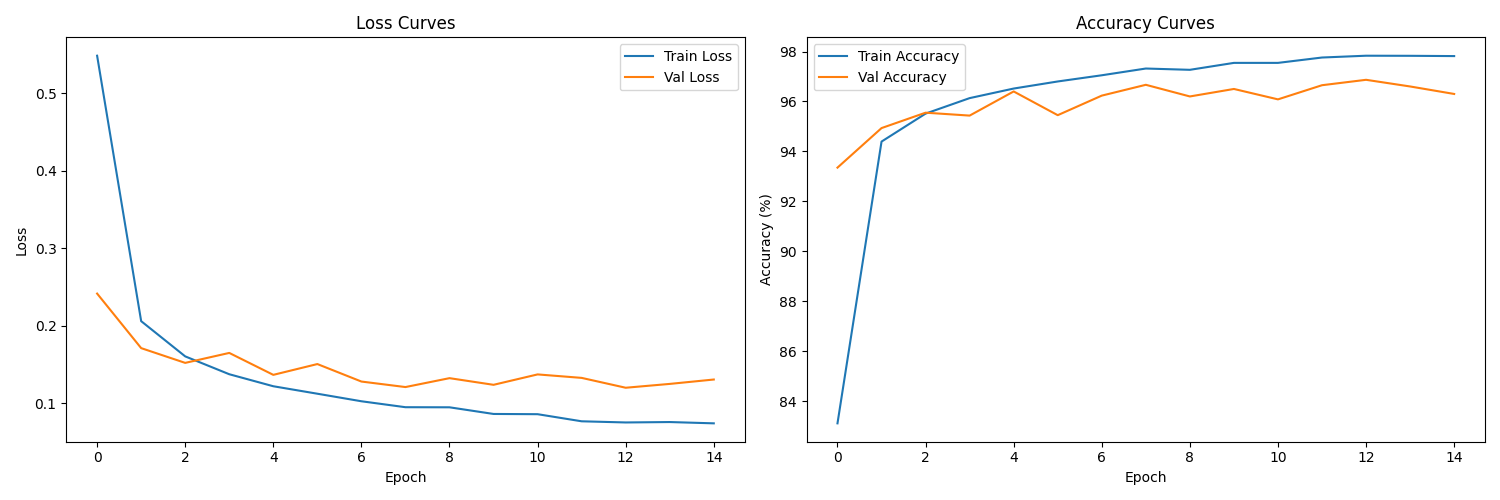 Loss Curves
Train Loss
Val Loss
0.5
0.4
0.3
0.2
0.1
Loss
0 2 4 6 8 10 12 14
Epoch
Accuracy Curves
Train Accuracy
Val Accuracy
98
96
94
92
90
88
86
84
Accuracy (%)
0 2 4 6 8 10 12 14
Epoch